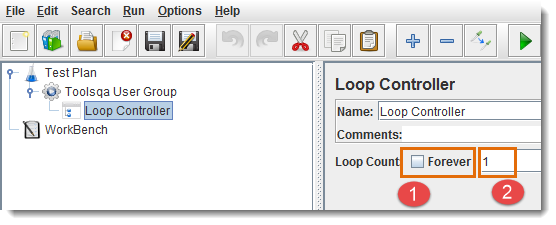 File Edit Search Run Options Help
Test Plan
Toolsqa User Group
Loop Controller
WorkBench
Loop Controller
Name: Loop Controller
Comments:
Loop Count Forever 1
1 2